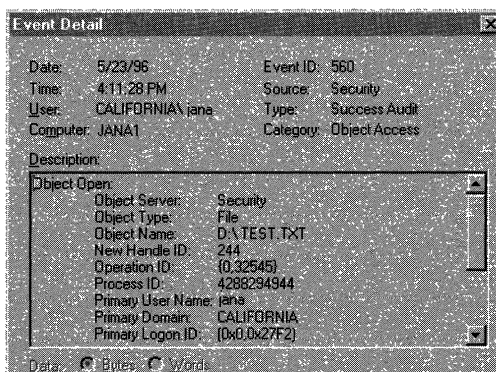 Event Detail
Date: 5/23/96 Event ID: 560
Time: 4:11:28 PM Source: Security
User: CALIFORNIA\ jana Type: Success Audit
Computer: JANA1 Category: Object Access
Description:
Object Open:
Object Server: Security
Object Type: File
Object Name: D:\TEST.TXT
New Handle ID: 244
Operation ID: {0,32545}
Process ID: 4288294944
Primary User Name: jana
Primary Domain: CALIFORNIA
Primary Logon ID: (0x0,0x27F2)
Data: Bytes Words